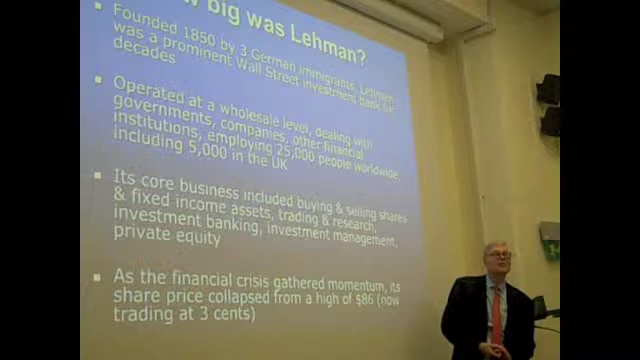 w big was Lehman?
Founded 1850 by 3 German immigrants, Lehman
was a prominent Wall Street investment bank for
decades
Operated at a wholesale level, dealing with
governments, companies, other financial
institutions, employing 25,000 people worldwide,
including 5,000 in the UK
Its core business included buying & selling shares
& fixed income assets, trading & research,
investment banking, investment management,
private equity
As the financial crisis gathered momentum, its
share price collapsed from a high of $86 (now
trading at 3 cents)